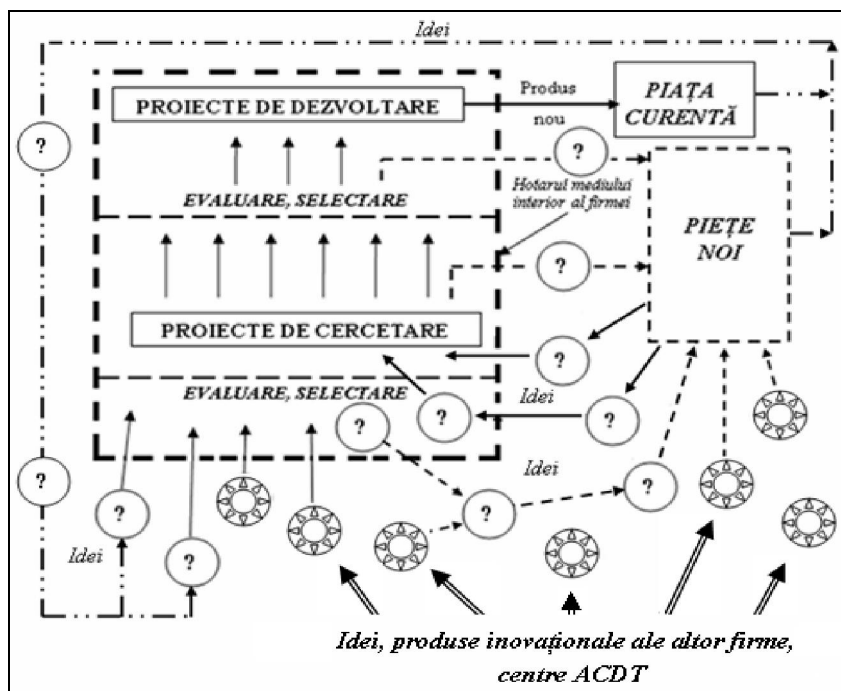 Idei
PROIECTE DE DEZVOLTARE
Produs
nou
PIAȚA
CURENTĂ
?
?
EVALUARE, SELECTARE
Hotarul mediului
interior al firmei
PIEȚE
NOI
?
PROIECTE DE CERCETARE
?
EVALUARE, SELECTARE
Idei
?
?
?
Idei
?
?
?
?
?
Idei
?
Idei, produse inovaționale ale altor firme,
centre ACDT